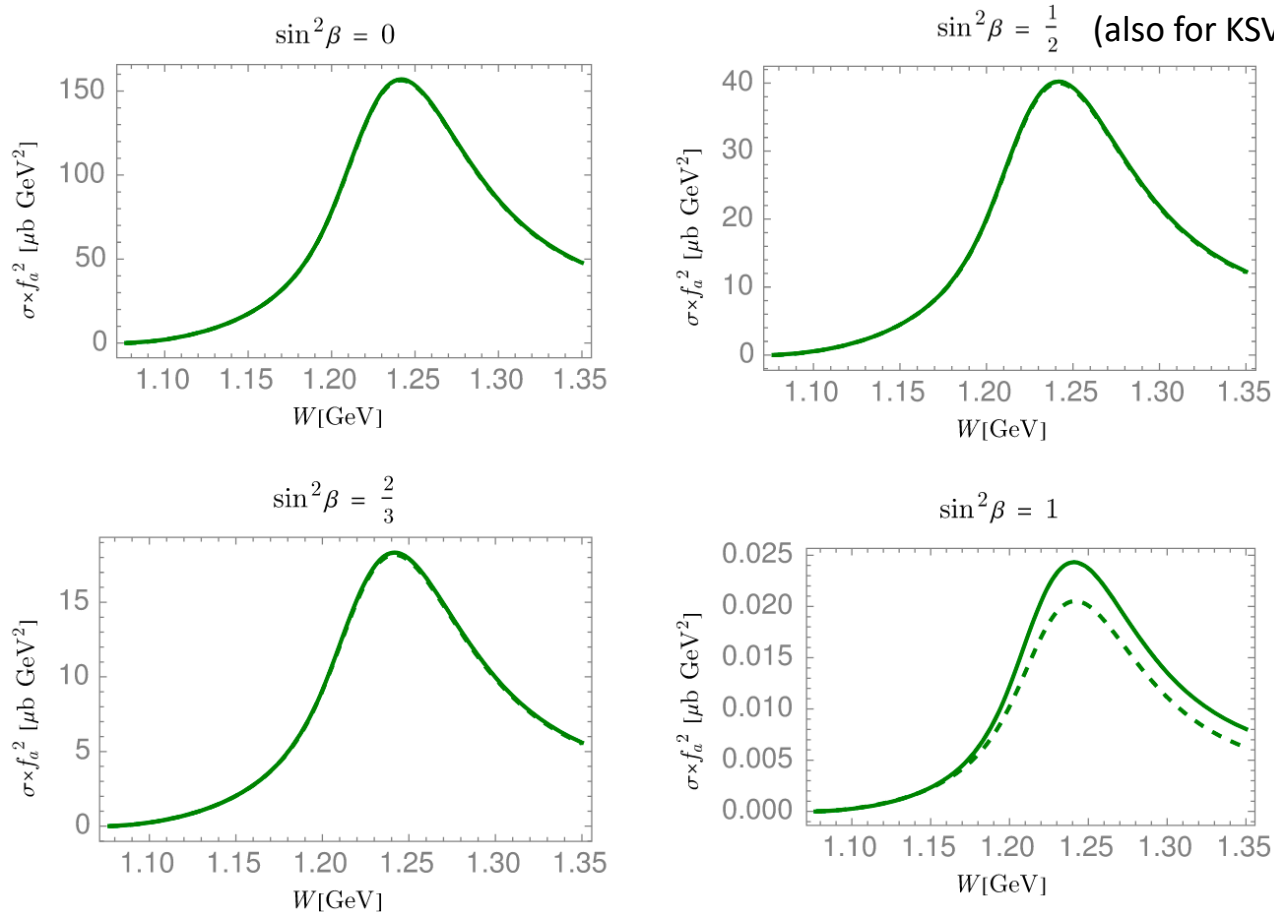 sin²β = 0
σ×fₐ² [μb GeV²]
150
100
50
0
1.10 1.15 1.20 1.25 1.30 1.35
W[GeV]
sin²β = 1/2 (also for KSV
σ×fₐ² [μb GeV²]
40
30
20
10
0
1.10 1.15 1.20 1.25 1.30 1.35
W[GeV]
sin²β = 2/3
σ×fₐ² [μb GeV²]
15
10
5
0
1.10 1.15 1.20 1.25 1.30 1.35
W[GeV]
sin²β = 1
σ×fₐ² [μb GeV²]
0.025
0.020
0.015
0.010
0.005
0.000
1.10 1.15 1.20 1.25 1.30 1.35
W[GeV]